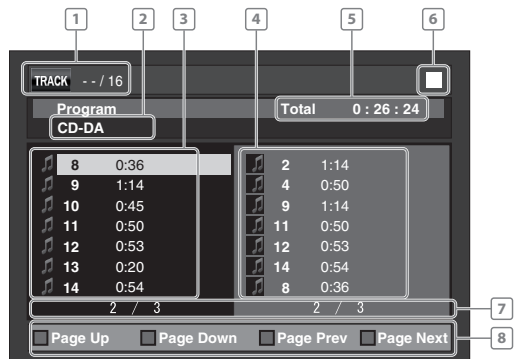 1 2 3 4 5 6
TRACK - - / 16
Program Total 0 : 26 : 24
CD-DA
8 0:36 2 1:14
9 1:14 4 0:50
10 0:45 9 1:14
11 0:50 11 0:50
12 0:53 12 0:53
13 0:20 14 0:54
14 0:54 8 0:36
2 / 3 2 / 3 7
Page Up Page Down Page Prev Page Next 8